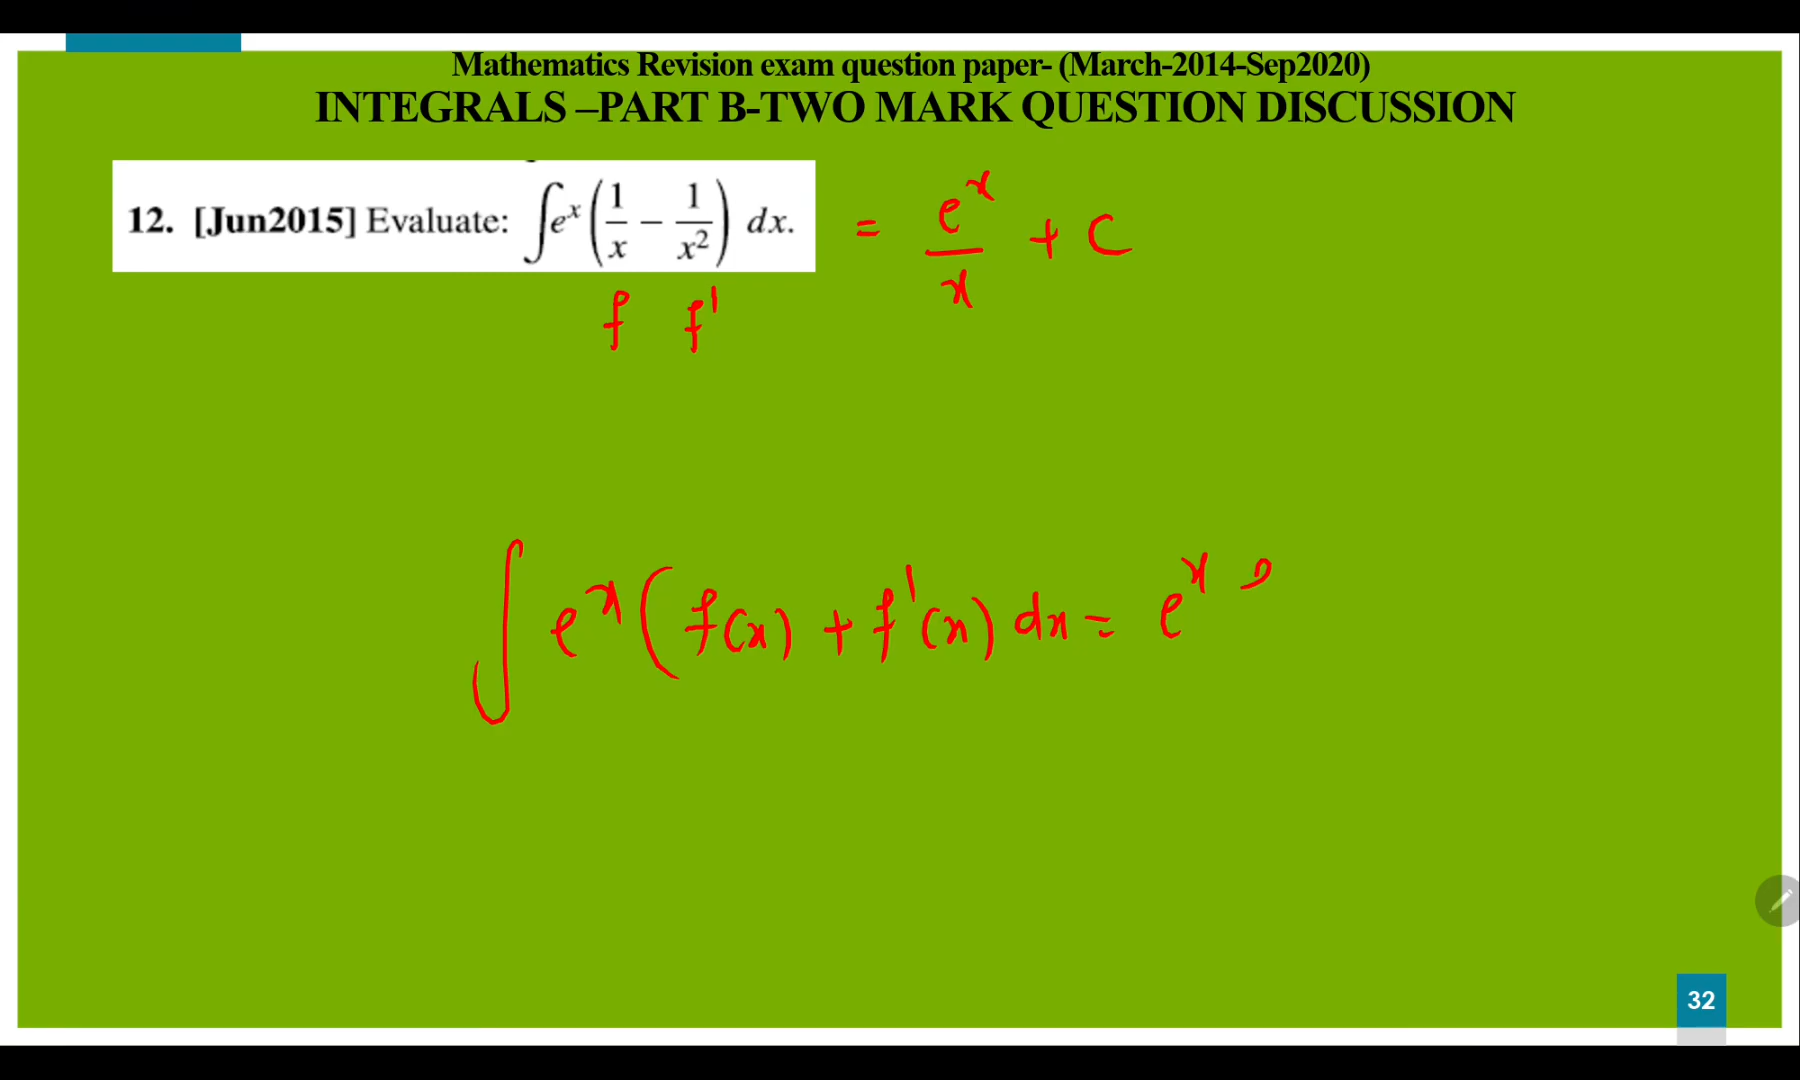 Mathematics Revision exam question paper- (March-2014-Sep2020)
INTEGRALS –PART B-TWO MARK QUESTION DISCUSSION
12. [Jun2015] Evaluate: ∫eˣ(1/x − 1/x²) dx. = eˣ/x + C
f f'
∫ eˣ (f(x) + f'(x) dx = eˣ
32